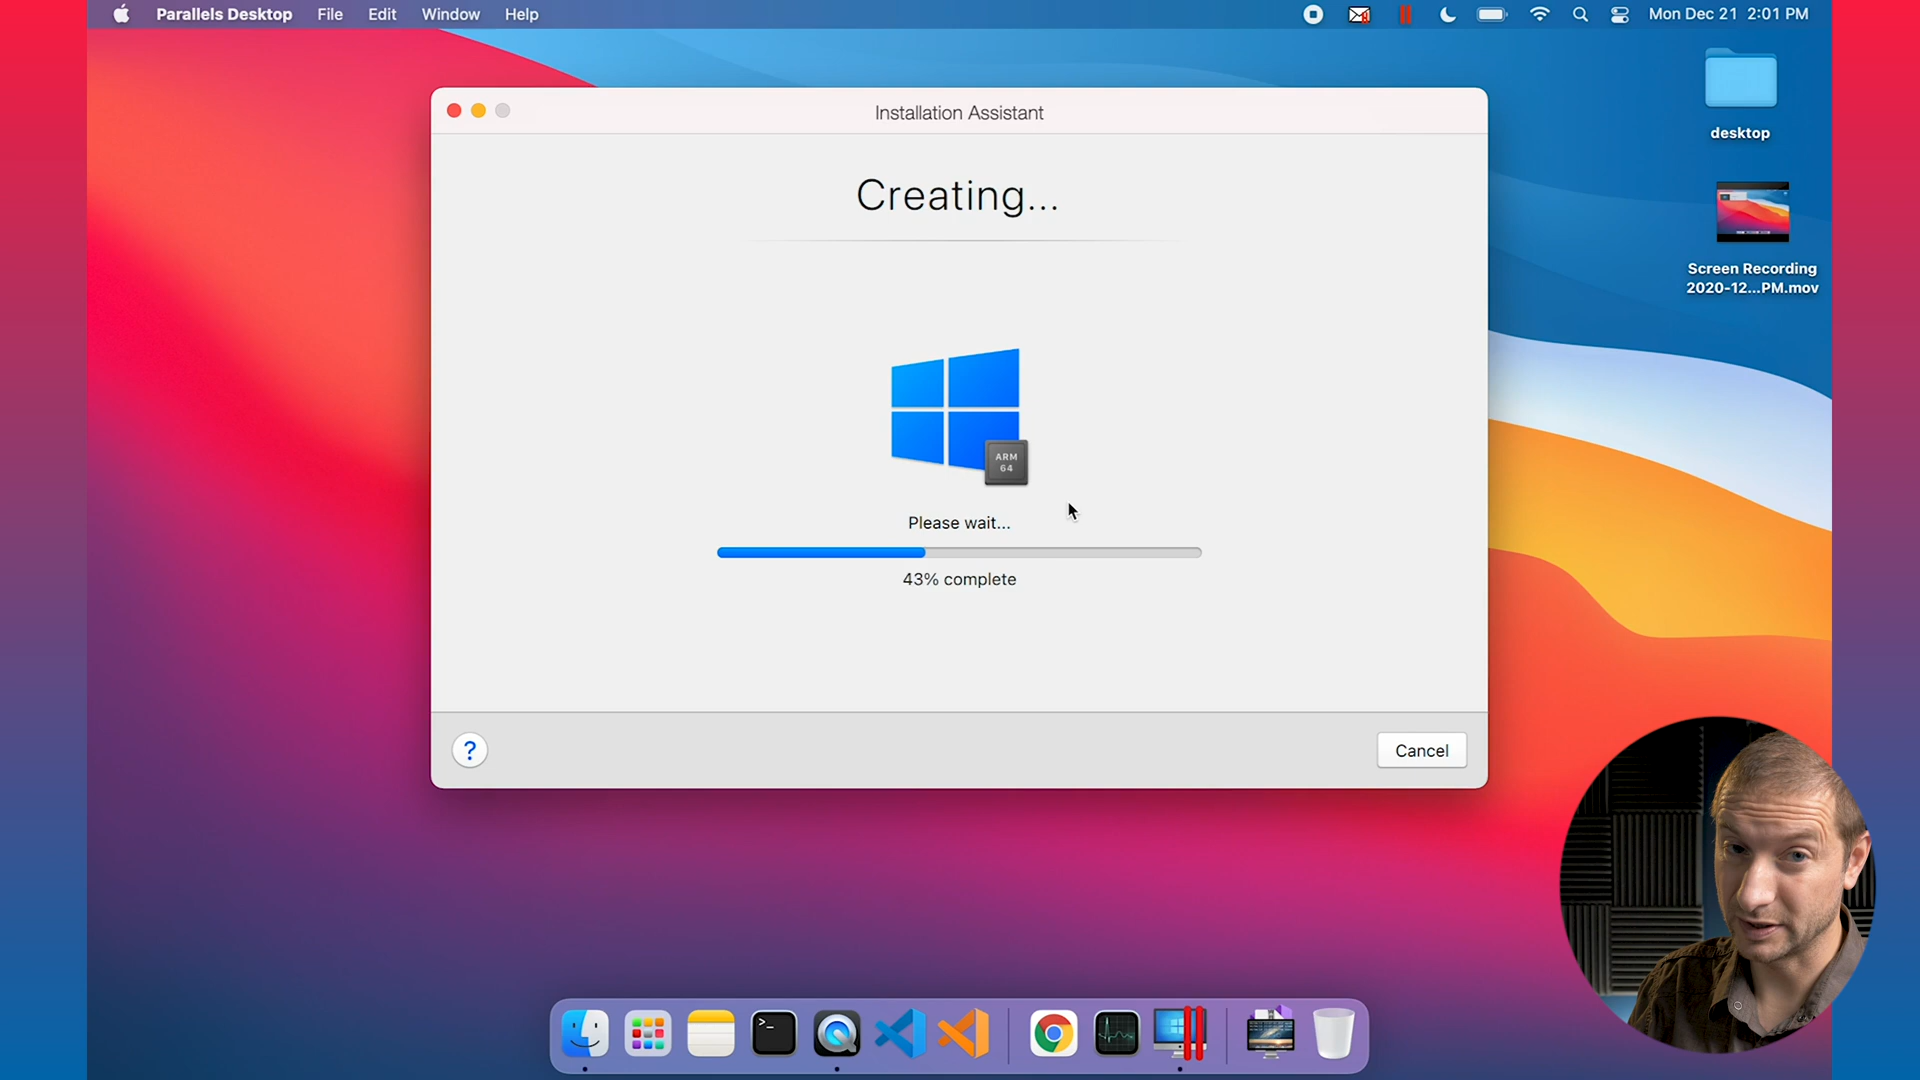 Parallels Desktop File Edit Window Help
Mon Dec 21 2:01 PM
desktop
Screen Recording
2020-12...PM.mov
Installation Assistant
Creating...
ARM
64
Please wait...
43% complete
?
Cancel
>_